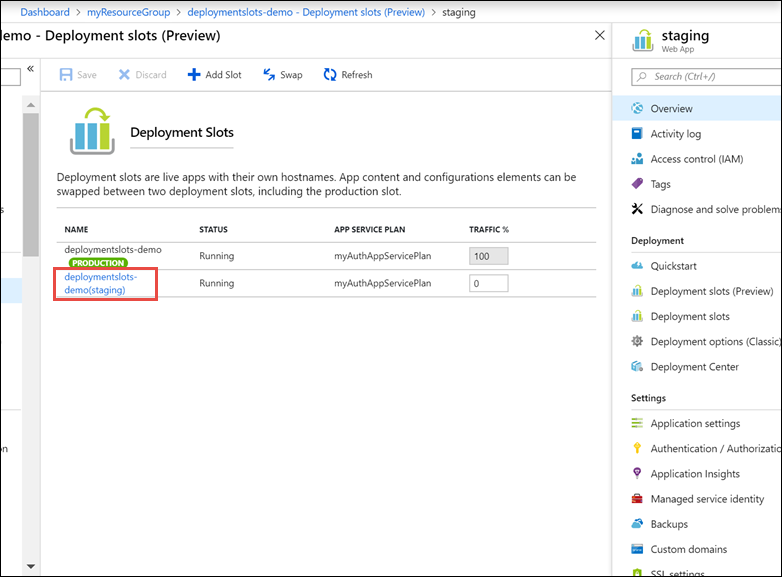 Dashboard > myResourceGroup > deploymentslots-demo - Deployment slots (Preview) > staging
emo - Deployment slots (Preview)
Save Discard Add Slot Swap Refresh
Deployment Slots
Deployment slots are live apps with their own hostnames. App content and configurations elements can be
swapped between two deployment slots, including the production slot.
NAME STATUS APP SERVICE PLAN TRAFFIC %
deploymentslots-demo Running myAuthAppServicePlan 100
PRODUCTION
deploymentslots-
demo(staging) Running myAuthAppServicePlan 0
staging
Web App
Search (Ctrl+/)
Overview
Activity log
Access control (IAM)
Tags
Diagnose and solve problems
Deployment
Quickstart
Deployment slots (Preview)
Deployment slots
Deployment options (Classic)
Deployment Center
Settings
Application settings
Authentication / Authorizatio
Application Insights
Managed service identity
Backups
Custom domains
SSL settings